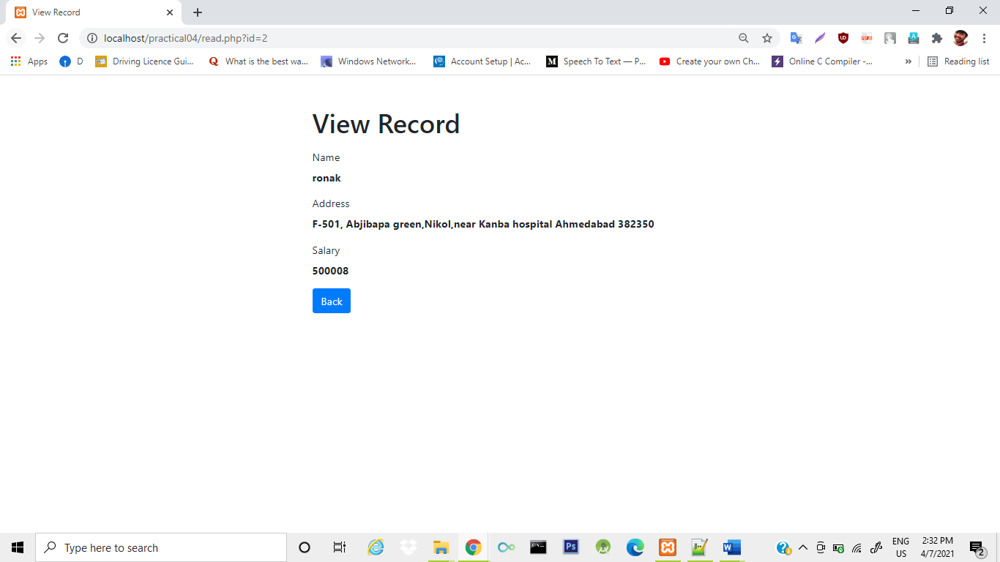 View Record
localhost/practical04/read.php?id=2
Apps D Driving Licence Gui... What is the best wa... Windows Network... Account Setup | Ac... Speech To Text — P... Create your own Ch... Online C Compiler -... » Reading list
View Record
Name
ronak
Address
F-501, Abjibapa green,Nikol,near Kanba hospital Ahmedabad 382350
Salary
500008
Back
Type here to search
ENG
US
2:32 PM
4/7/2021
2